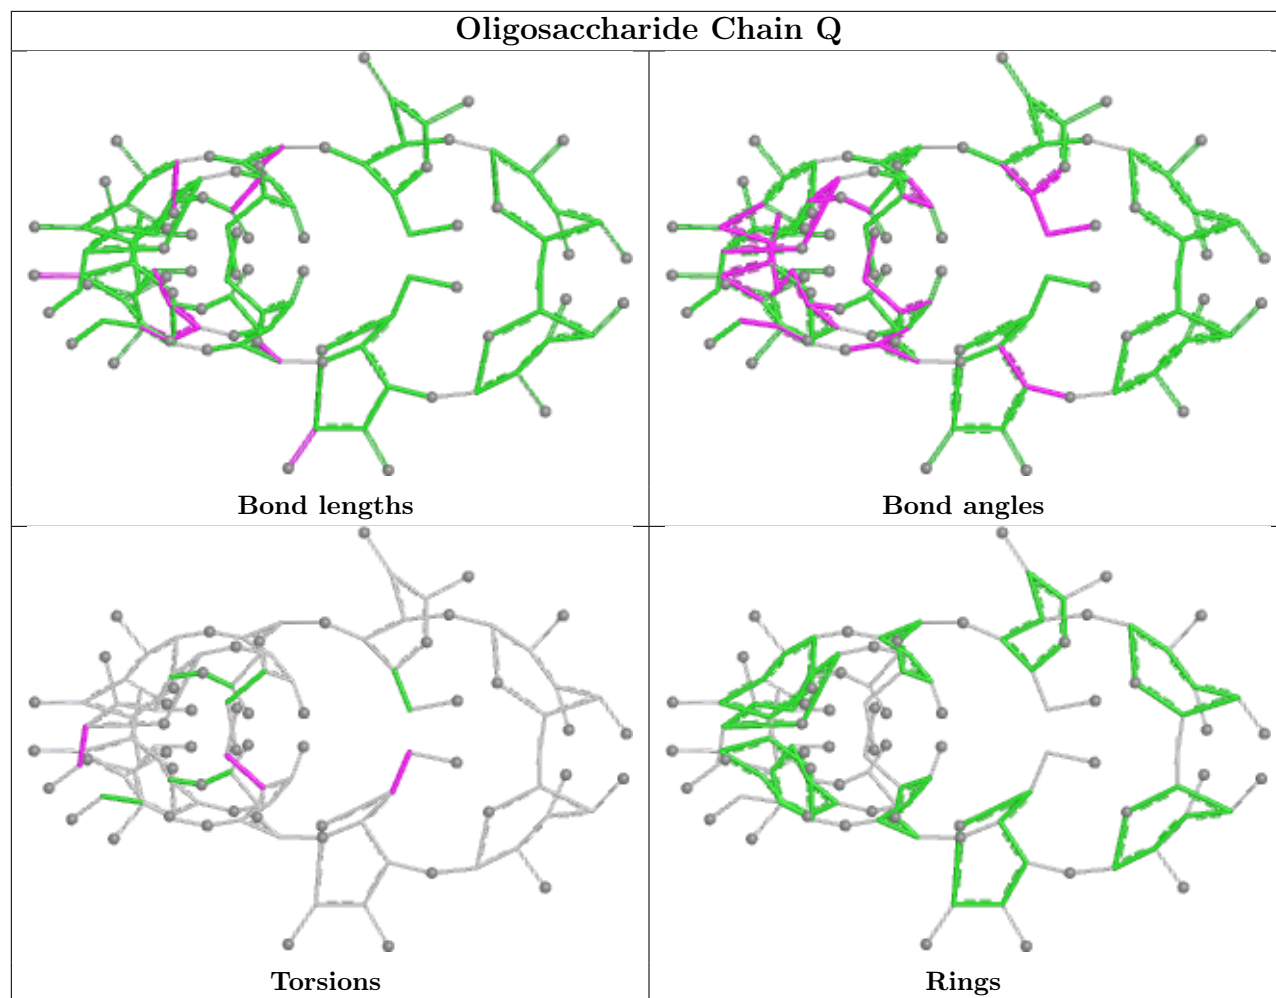 Oligosaccharide Chain Q
Bond lengths
Bond angles
Torsions
Rings